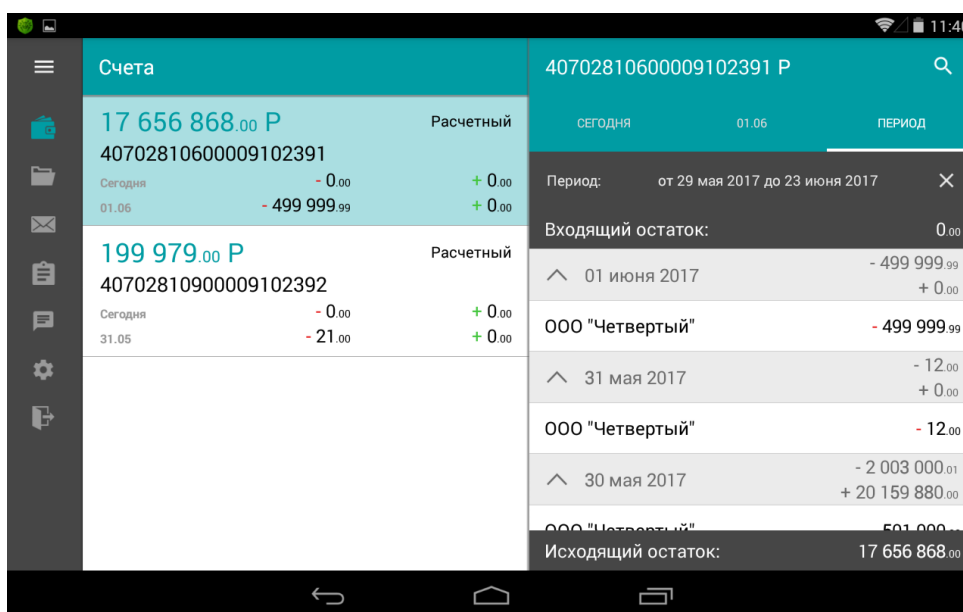 11:40
Счета
17 656 868.00 Р Расчетный
40702810600009102391
Сегодня - 0.00 + 0.00
01.06 - 499 999.99 + 0.00
199 979.00 Р Расчетный
40702810900009102392
Сегодня - 0.00 + 0.00
31.05 - 21.00 + 0.00
40702810600009102391 Р
СЕГОДНЯ 01.06 ПЕРИОД
Период: от 29 мая 2017 до 23 июня 2017
Входящий остаток: 0.00
01 июня 2017 - 499 999.99
+ 0.00
ООО "Четвертый" - 499 999.99
31 мая 2017 - 12.00
+ 0.00
ООО "Четвертый" - 12.00
30 мая 2017 - 2 003 000.01
+ 20 159 880.00
ООО "Четвертый"
Исходящий остаток: 17 656 868.00